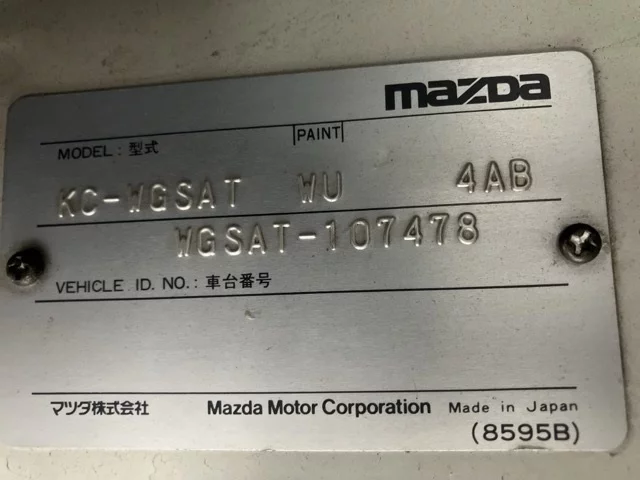 mazda
MODEL: 型式 PAINT
KC-WGSAT WU 4AB
WGSAT-107478
VEHICLE ID. NO.: 車台番号
マツダ株式会社 Mazda Motor Corporation Made in Japan
(8595B)